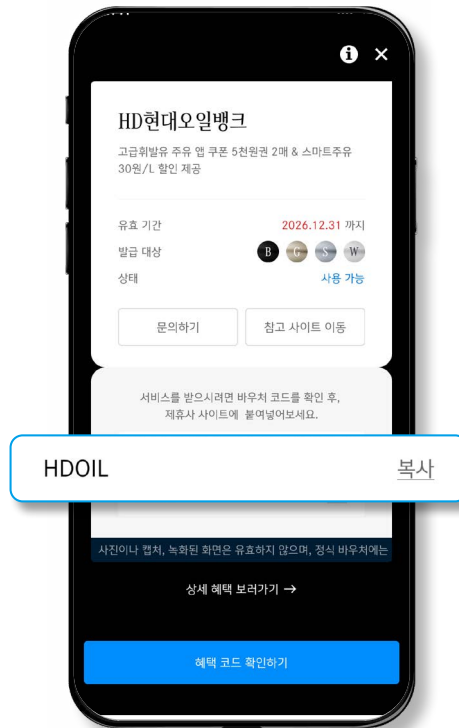 HD현대오일뱅크
고급휘발유 주유 앱 쿠폰 5천원권 2매 & 스마트주유
30원/L 할인 제공
유효 기간 2026.12.31 까지
발급 대상 B G S W
상태 사용 가능
문의하기 참고 사이트 이동
서비스를 받으시려면 바우처 코드를 확인 후,
제휴사 사이트에 붙여넣어보세요.
HDOIL 복사
사진이나 캡처, 녹화된 화면은 유효하지 않으며, 정식 바우처에는
상세 혜택 보러가기 →
혜택 코드 확인하기